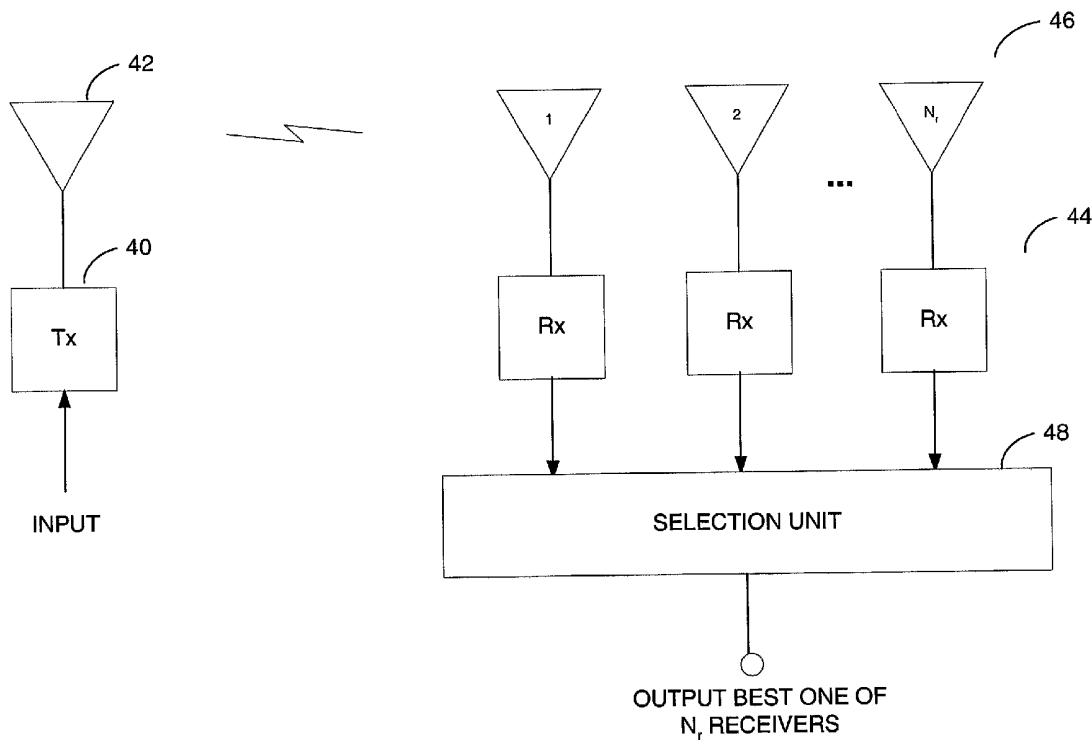 46
42
1
2
Nr
...
44
40
Tx
Rx
Rx
Rx
48
INPUT
SELECTION UNIT
OUTPUT BEST ONE OF
Nr RECEIVERS